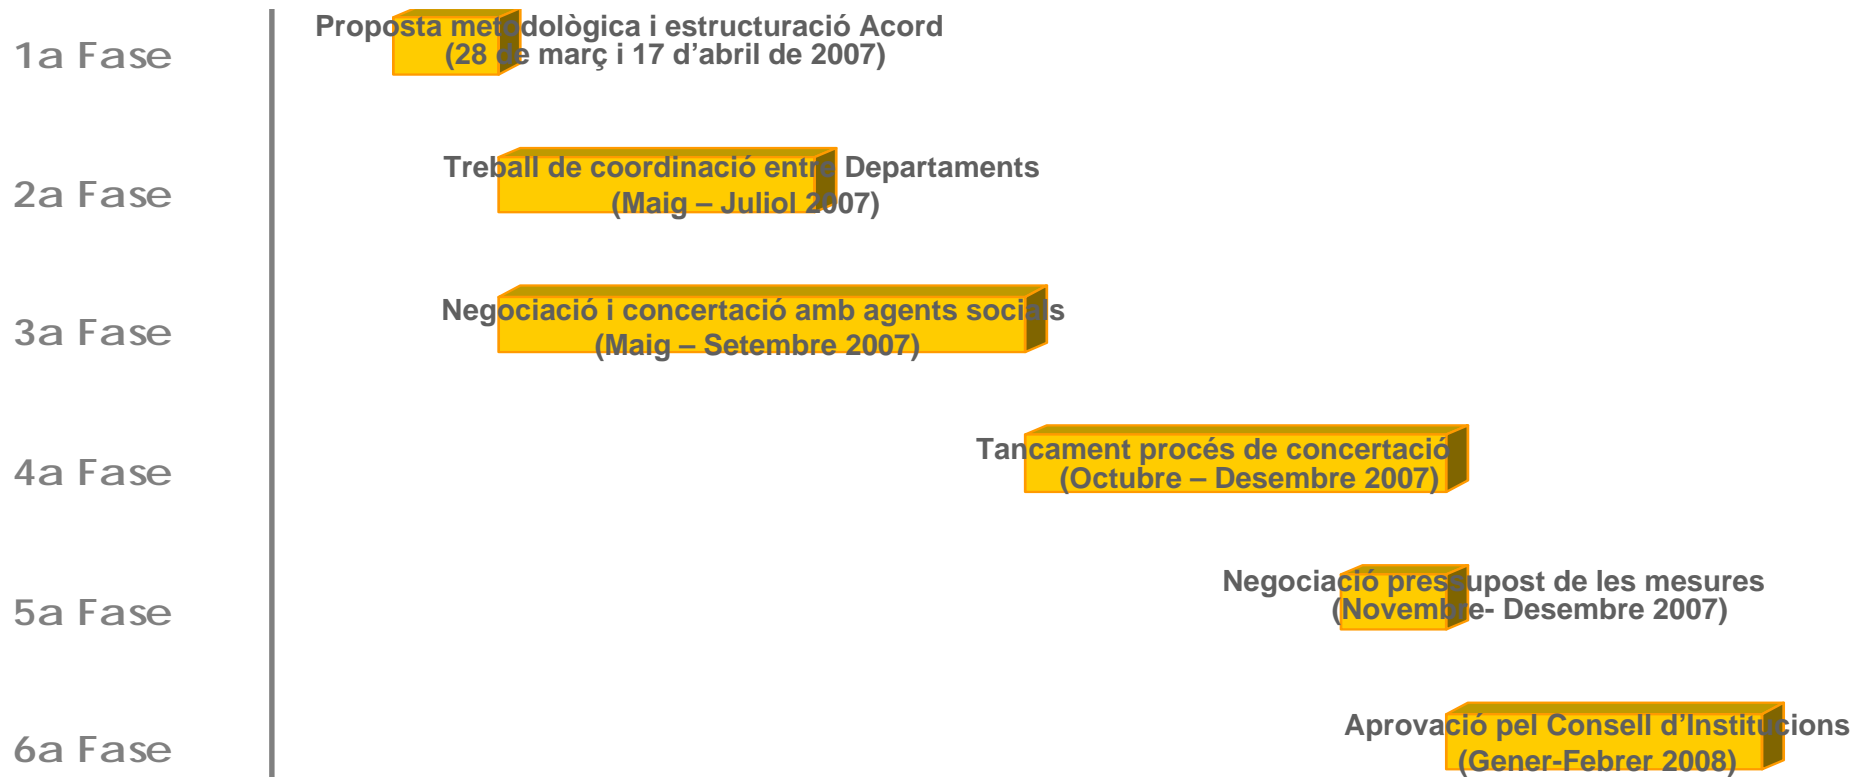 1a Fase
Proposta metodològica i estructuració Acord
(28 de març i 17 d’abril de 2007)
2a Fase
Treball de coordinació entre Departaments
(Maig – Juliol 2007)
3a Fase
Negociació i concertació amb agents socials
(Maig – Setembre 2007)
4a Fase
Tancament procés de concertació
(Octubre – Desembre 2007)
5a Fase
Negociació pressupost de les mesures
(Novembre- Desembre 2007)
6a Fase
Aprovació pel Consell d’Institucions
(Gener-Febrer 2008)